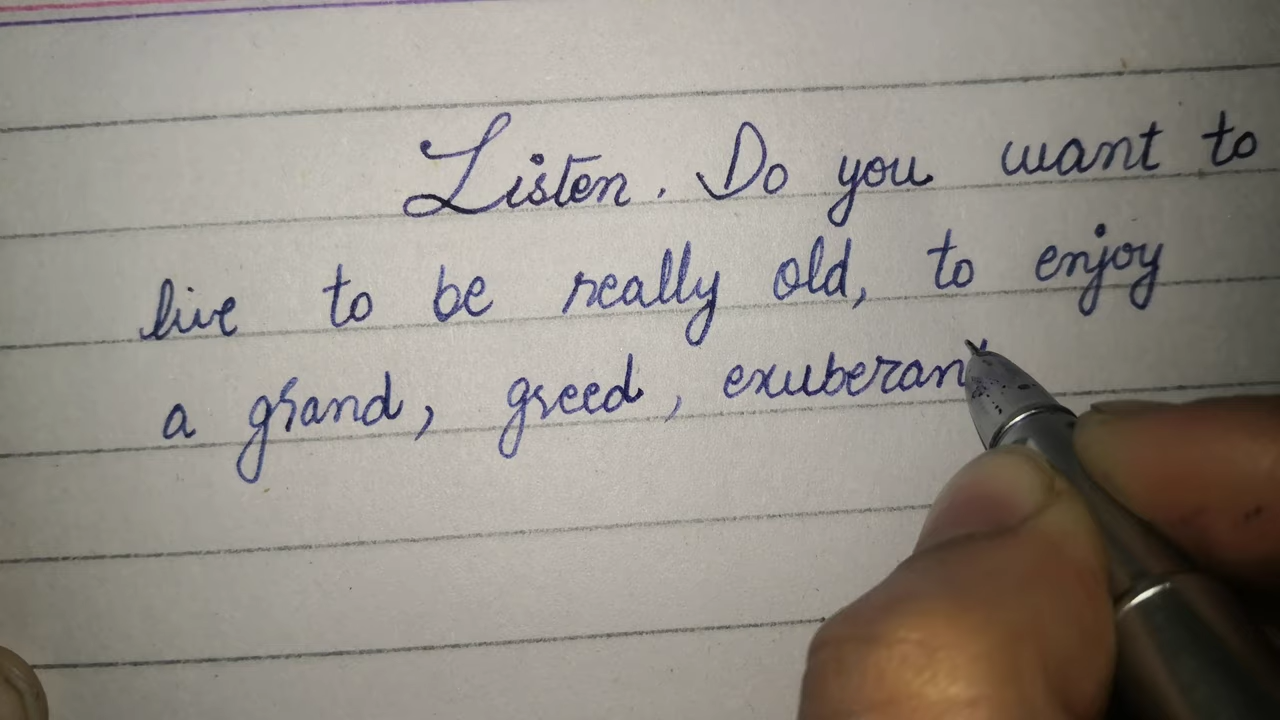 Listen. Do you want to
live to be really old, to enjoy
a grand, greed, exuberant